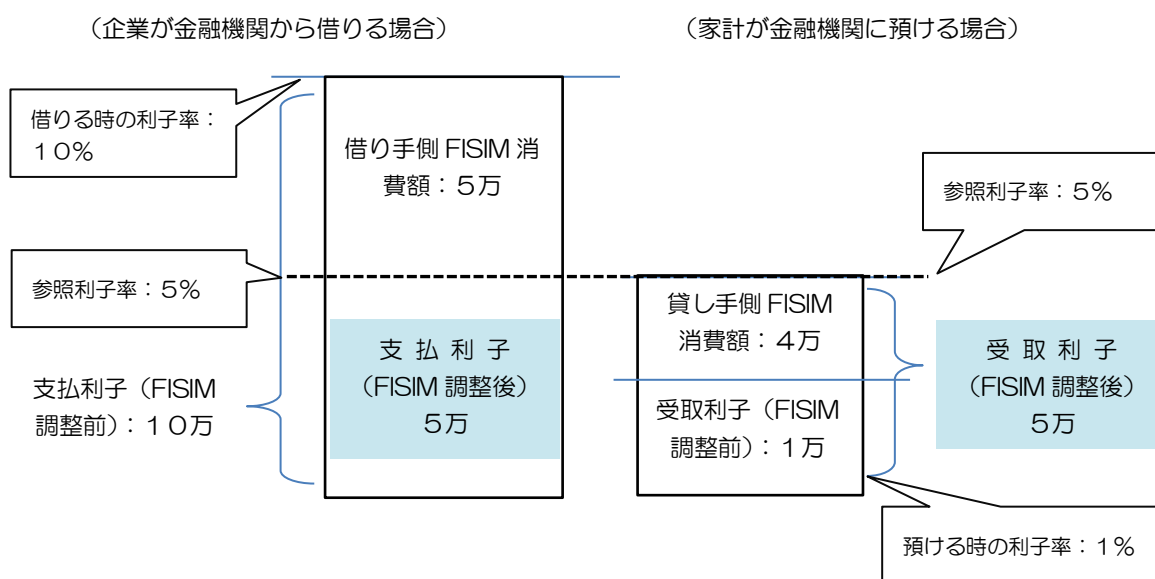 （企業が金融機関から借りる場合）
（家計が金融機関に預ける場合）
借りる時の利子率：
１０％
借り手側 FISIM 消
費額：５万
参照利子率：５％
参照利子率：５％
貸し手側 FISIM
消費額：４万
支 払 利 子
（FISIM 調整後）
５万
受 取 利 子
（FISIM 調整後）
５万
支払利子（FISIM
調整前）：１０万
受取利子（FISIM
調整前）：１万
預ける時の利子率：１％